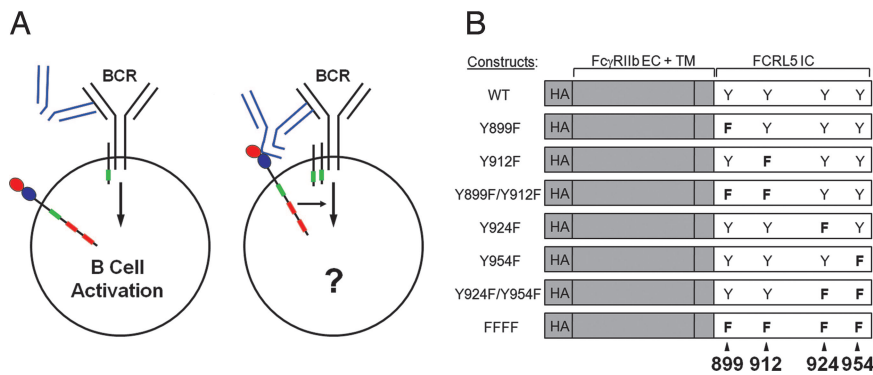 A
BCR
B Cell
Activation
BCR
?
B
Constructs:
FcγRIIb EC + TM
FCRL5 IC
WT HA Y Y Y Y
Y899F HA F Y Y Y
Y912F HA Y F Y Y
Y899F/Y912F HA F F Y Y
Y924F HA Y Y F Y
Y954F HA Y Y Y F
Y924F/Y954F HA Y Y F F
FFFF HA F F F F
899 912 924 954